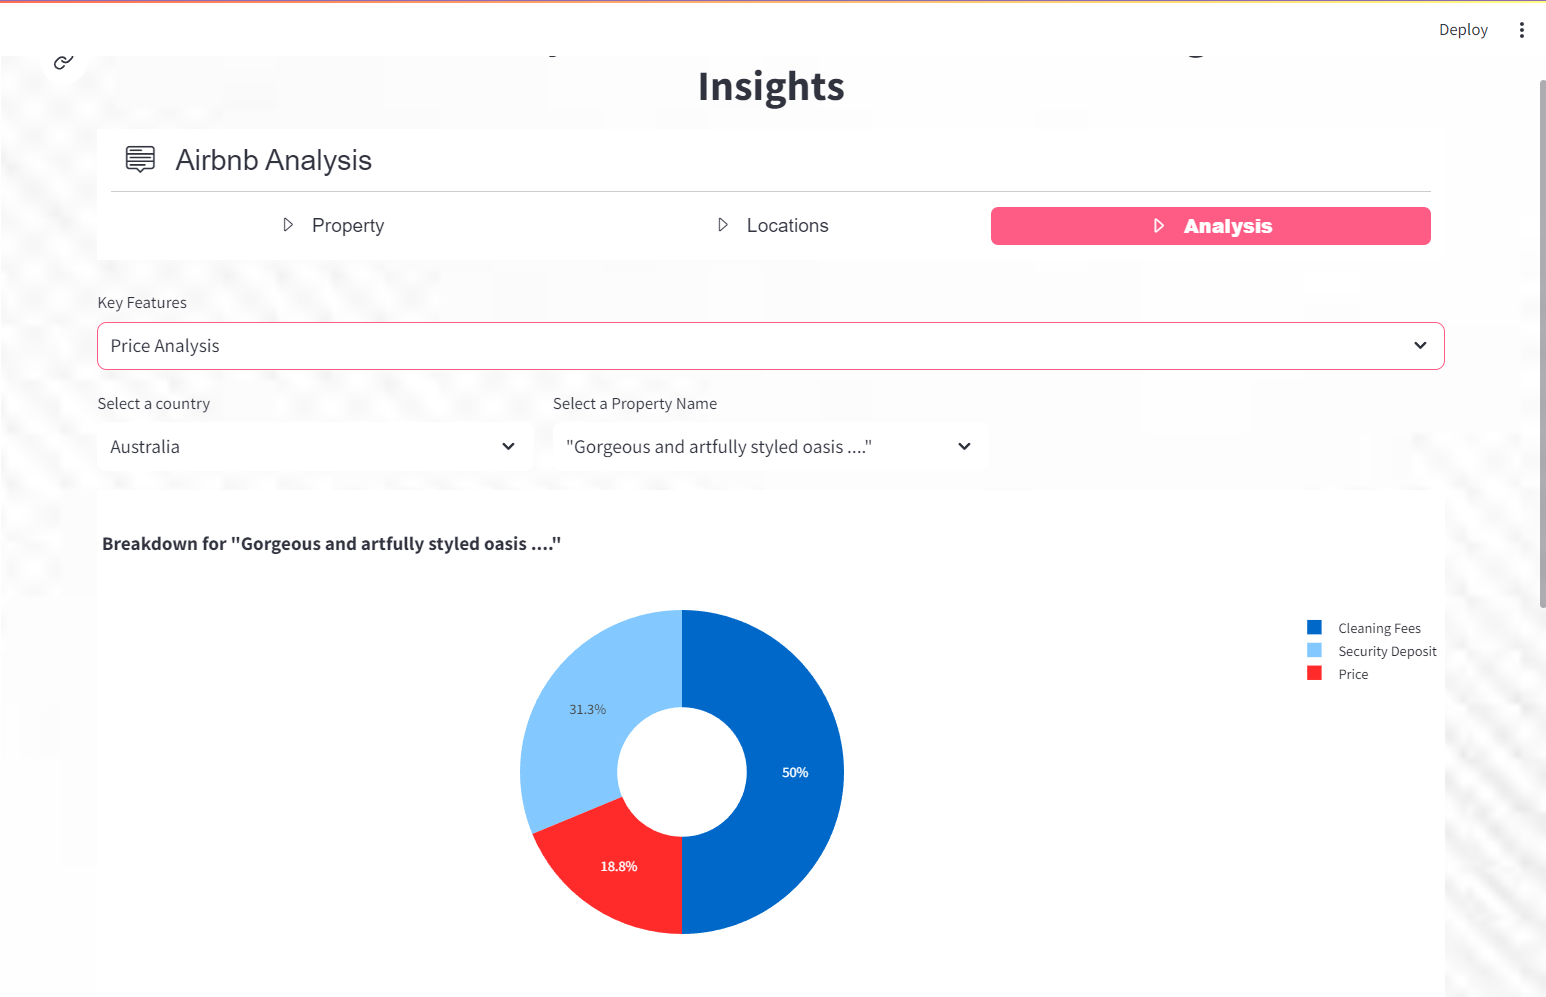 Deploy
Insights
Airbnb Analysis
Property
Locations
Analysis
Key Features
Price Analysis
Select a country
Select a Property Name
Australia
"Gorgeous and artfully styled oasis ...."
Breakdown for "Gorgeous and artfully styled oasis ...."
Cleaning Fees
Security Deposit
Price
31.3%
50%
18.8%